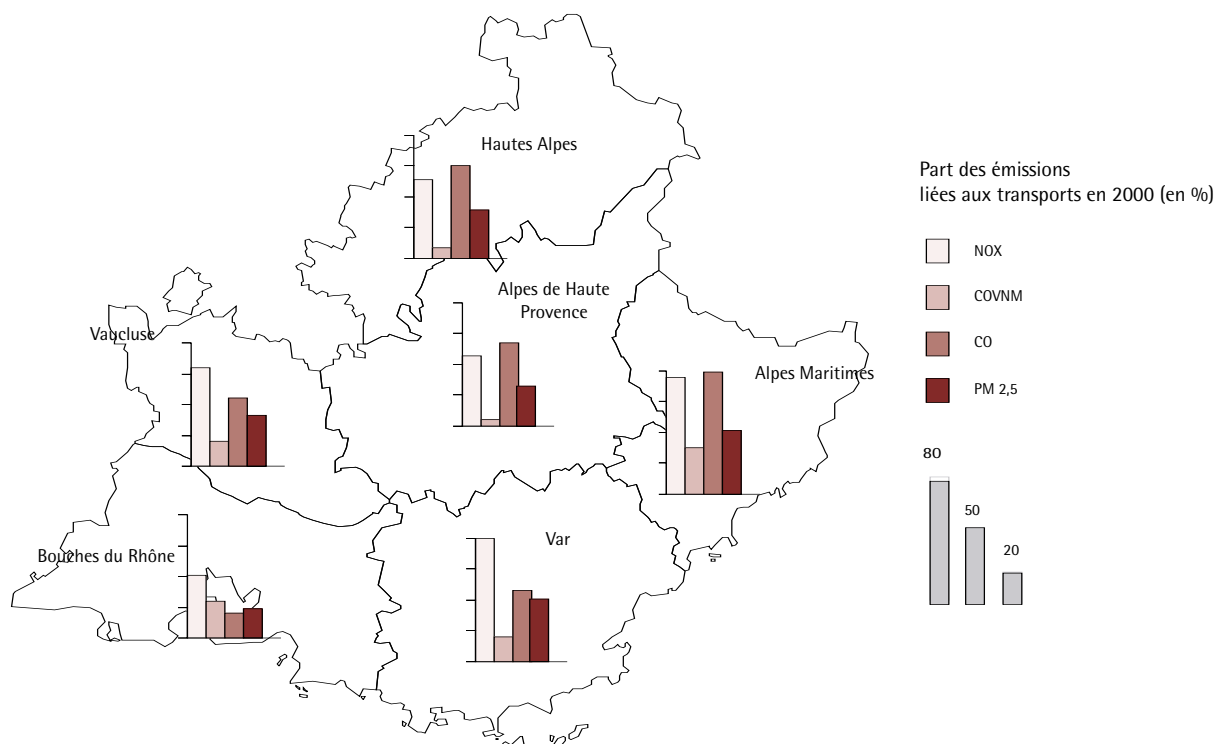 Hautes Alpes
Alpes de Haute
Provence
Vaucluse
Alpes Maritimes
Bouches du Rhône
Var
Part des émissions
liées aux transports en 2000 (en %)
NOX
COVNM
CO
PM 2,5
80
50
20